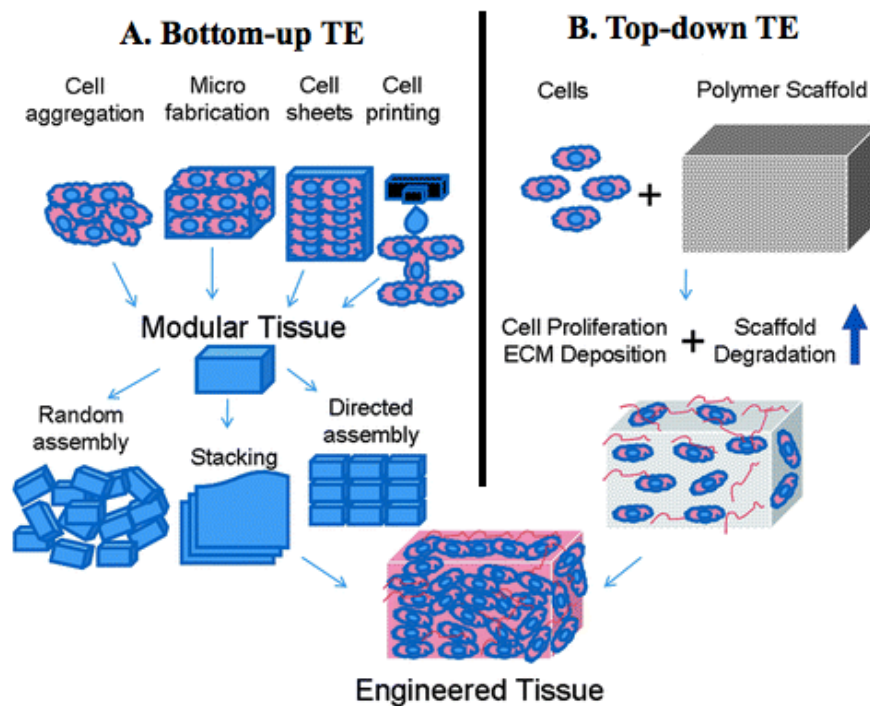 A. Bottom-up TE
Cell
aggregation
Micro
fabrication
Cell
sheets
Cell
printing
Modular Tissue
Random
assembly
Stacking
Directed
assembly
B. Top-down TE
Cells
+
Polymer Scaffold
Cell Proliferation
ECM Deposition
+
Scaffold
Degradation
Engineered Tissue